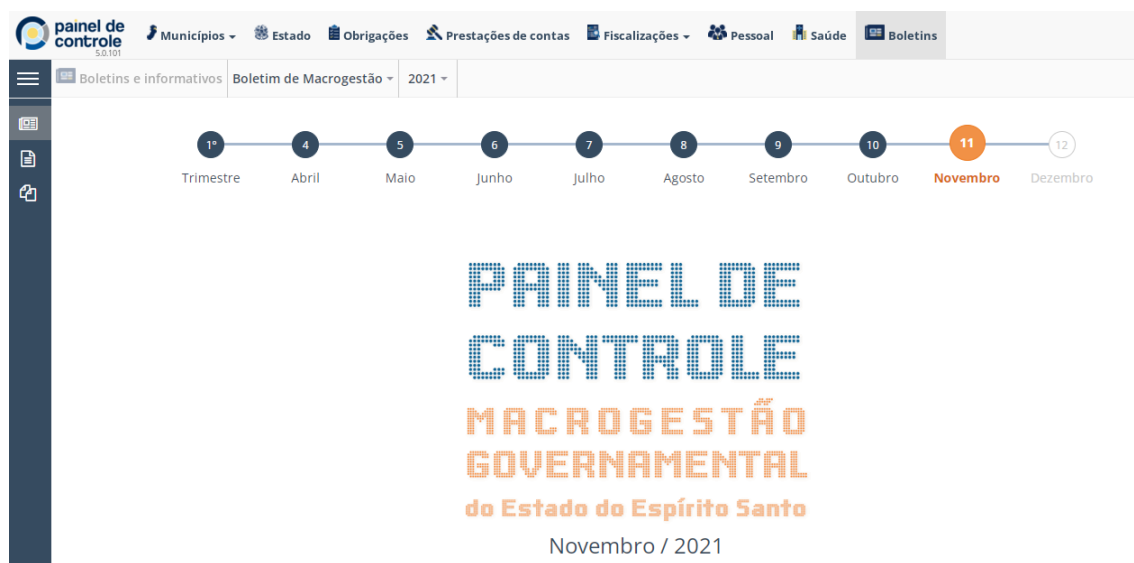 painel de
controle
5.0.101
Municípios
Estado
Obrigações
Prestações de contas
Fiscalizações
Pessoal
Saúde
Boletins
Boletins e informativos
Boletim de Macrogestão
2021
1º
4
5
6
7
8
9
10
11
12
Trimestre
Abril
Maio
Junho
Julho
Agosto
Setembro
Outubro
Novembro
Dezembro
PAINEL DE
CONTROLE
MACROGESTÃO
GOVERNAMENTAL
do Estado do Espírito Santo
Novembro / 2021